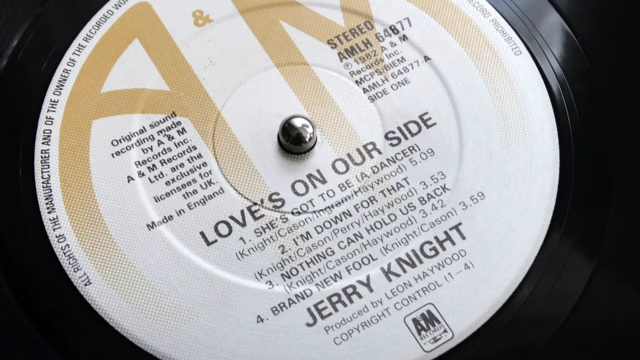 ALL RIGHTS OF THE MANUFACTURER AND OF THE OWNER OF THE RECORDED
RECORD PROHIBITED
A & M
STEREO
AMLH 64877
℗ 1982 A & M
Records Inc.
MCPS/BIEM
AMLH 64877-A
SIDE ONE
Original sound
recording made
by A & M
Records Inc.
A & M Records
Ltd. are the
exclusive
licensees for
the UK.
Made in England
LOVE'S ON OUR SIDE
1. SHE'S GOT TO BE (A DANCER)
(Knight/Cason/Ingram/Haywood) 5.09
2. I'M DOWN FOR THAT
(Knight/Cason/Perry/Haywood) 3.53
3. NOTHING CAN HOLD US BACK
(Knight/Cason/Haywood) 3.42
4. BRAND NEW FOOL (Knight/Cason) 3.59
JERRY KNIGHT
Produced by LEON HAYWOOD
COPYRIGHT CONTROL (1–4)
AM
RECORDS